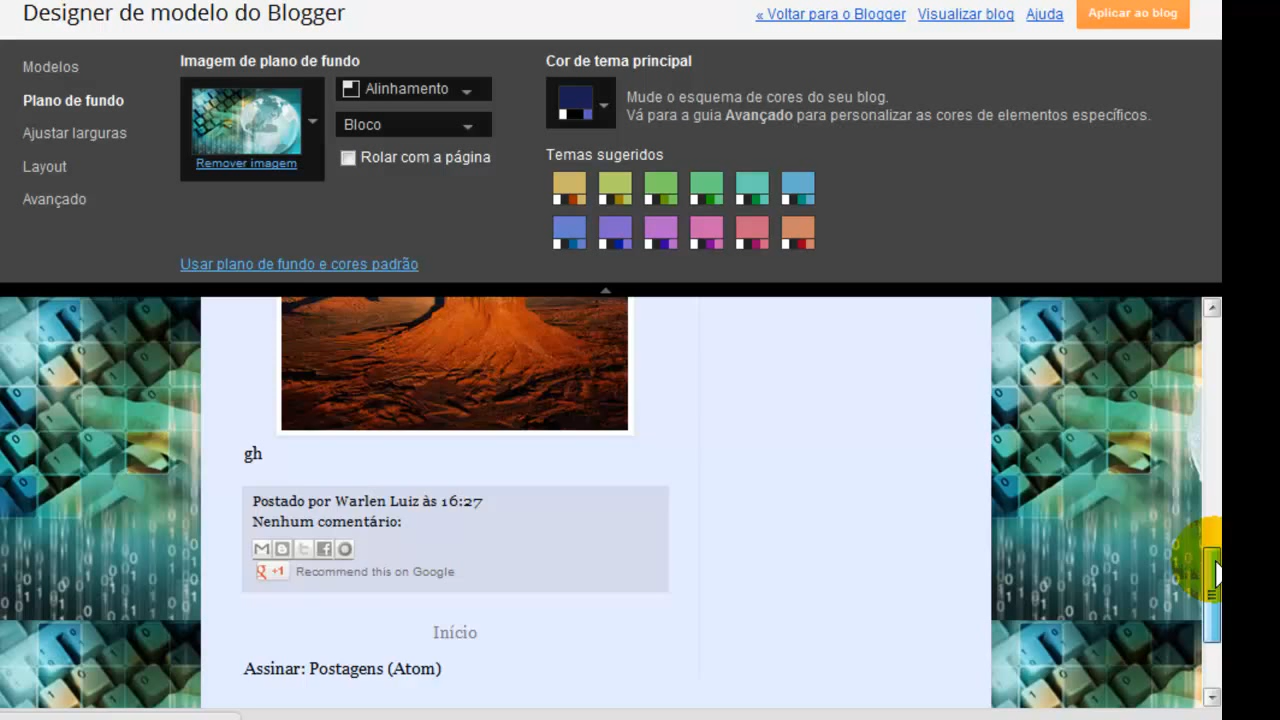 Designer de modelo do Blogger
« Voltar para o Blogger Visualizar blog Ajuda Aplicar ao blog
Modelos
Plano de fundo
Ajustar larguras
Layout
Avançado
Imagem de plano de fundo
Remover imagem
Alinhamento
Bloco
Rolar com a página
Usar plano de fundo e cores padrão
Cor de tema principal
Mude o esquema de cores do seu blog.
Vá para a guia Avançado para personalizar as cores de elementos específicos.
Temas sugeridos
gh
Postado por Warlen Luiz às 16:27
Nenhum comentário:
g +1 Recommend this on Google
Início
Assinar: Postagens (Atom)